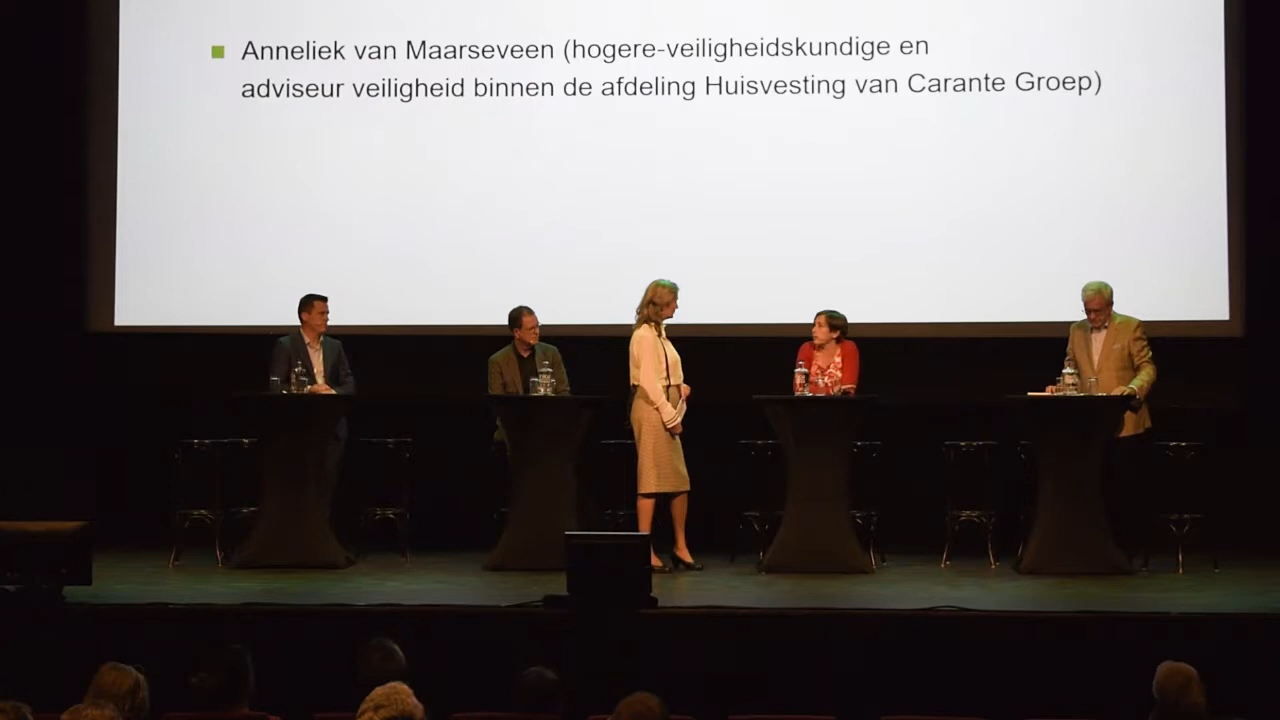 Anneliek van Maarseveen (hogere-veiligheidskundige en
adviseur veiligheid binnen de afdeling Huisvesting van Carante Groep)